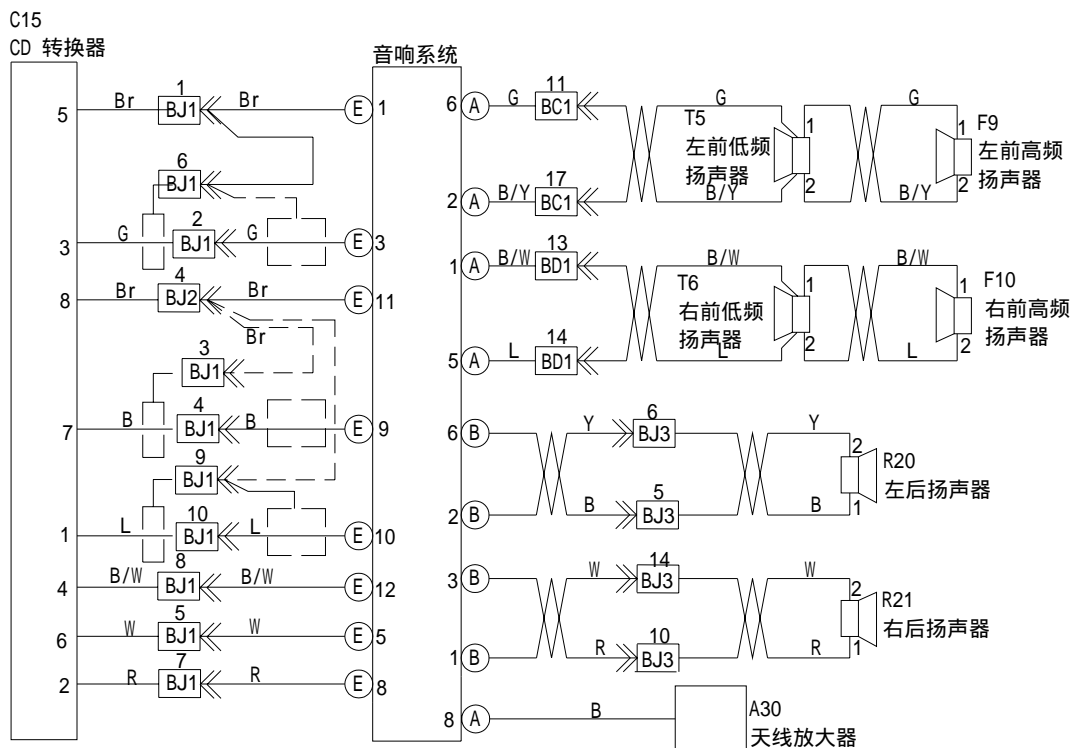 C15
CD 转换器
音响系统
5 Br 1 BJ1 Br E 1
6 BJ1
3 G 2 BJ1 G E 3
8 Br 4 BJ2 Br E 11
Br
3 BJ1
7 B 4 BJ1 B E 9
9 BJ1
1 L 10 BJ1 L E 10
4 B/W 8 BJ1 B/W E 12
6 W 5 BJ1 W E 5
2 R 7 BJ1 R E 8
6 A G 11 BC1 G 1 G 1
T5
左前低频
扬声器
F9
左前高频
扬声器
2 A B/Y 17 BC1 B/Y 2 B/Y 2
1 A B/W 13 BD1 B/W 1 B/W 1
T6
右前低频
扬声器
F10
右前高频
扬声器
5 A L 14 BD1 L 2 L 2
6 B Y 6 BJ3 Y 2
R20
左后扬声器
2 B B 5 BJ3 B 1
3 B W 14 BJ3 W 2
R21
右后扬声器
1 B R 10 BJ3 R 1
8 A B
A30
天线放大器